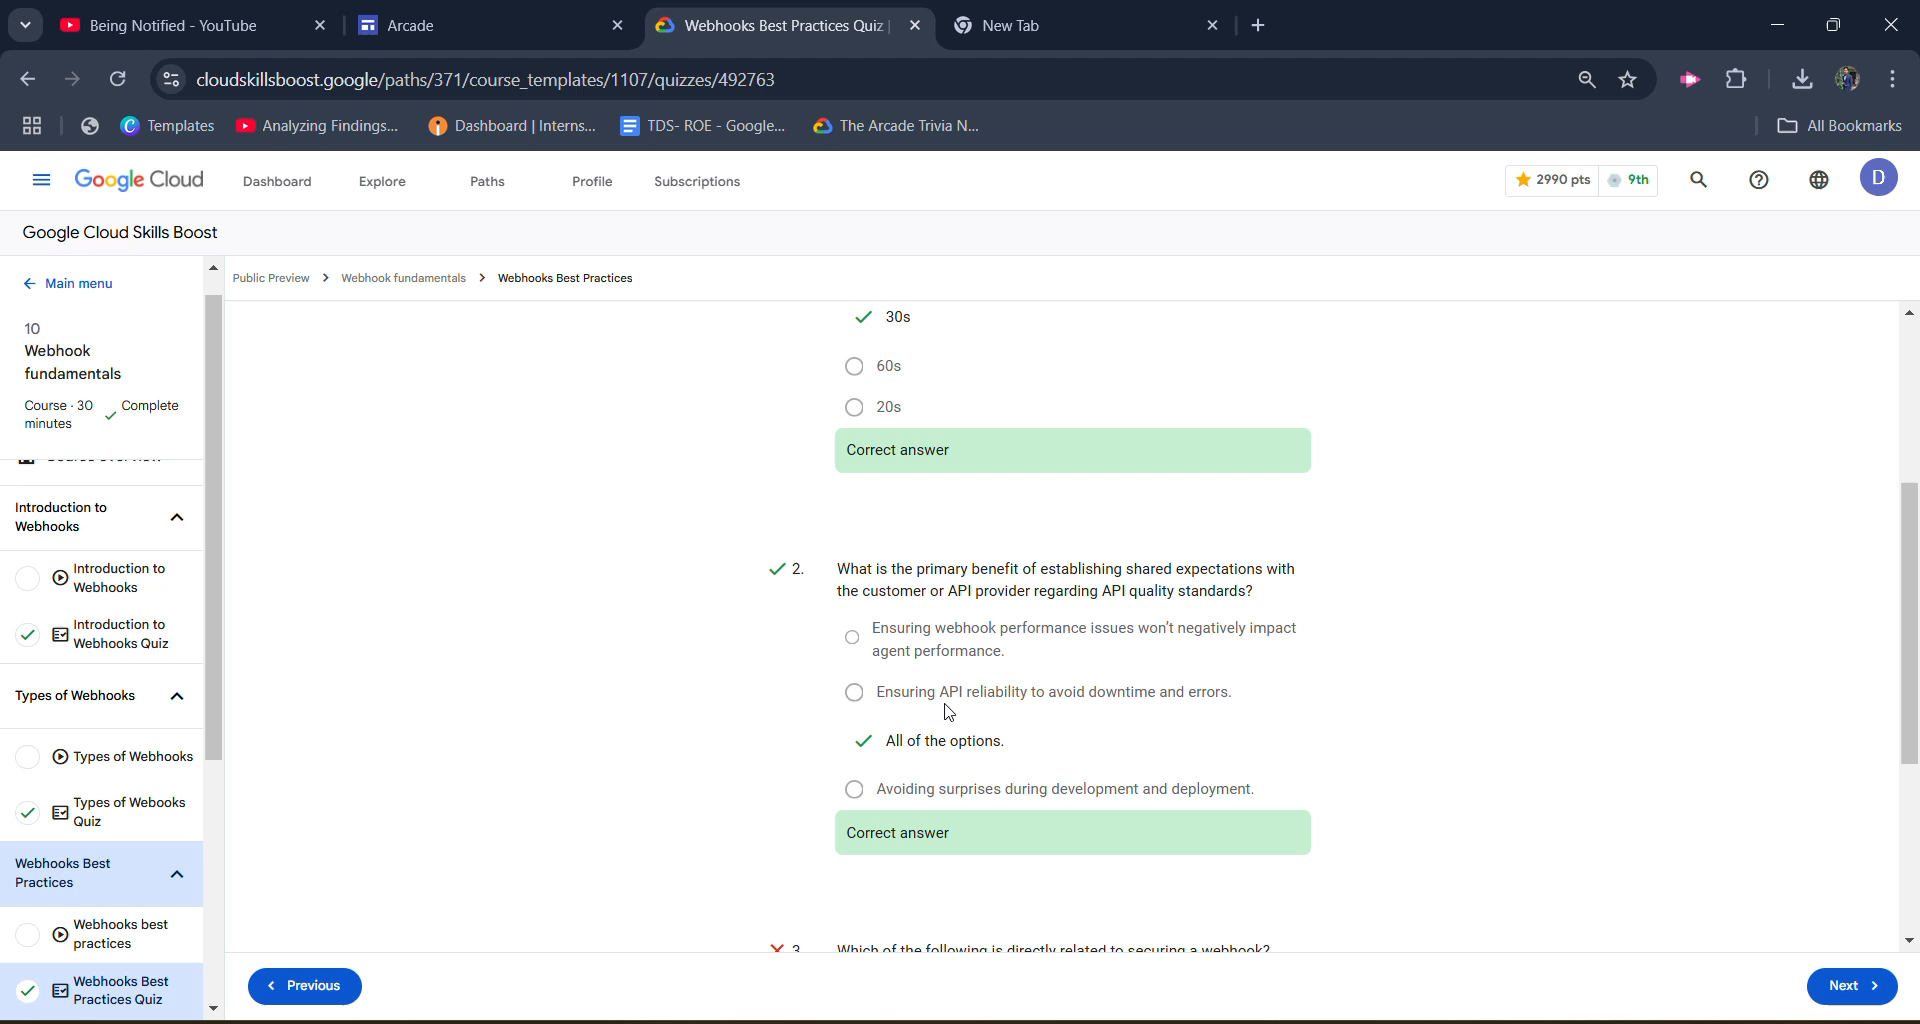 Being Notified - YouTube
Arcade
Webhooks Best Practices Quiz |
New Tab
cloudskillsboost.google/paths/371/course_templates/1107/quizzes/492763
Templates
Analyzing Findings...
Dashboard | Interns...
TDS- ROE - Google...
The Arcade Trivia N...
All Bookmarks
Google Cloud
Dashboard
Explore
Paths
Profile
Subscriptions
2990 pts
9th
D
Google Cloud Skills Boost
Main menu
10
Webhook
fundamentals
Course · 30
minutes
Complete
Introduction to
Webhooks
Introduction to
Webhooks
Introduction to
Webhooks Quiz
Types of Webhooks
Types of Webhooks
Types of Webooks
Quiz
Webhooks Best
Practices
Webhooks best
practices
Webhooks Best
Practices Quiz
Public Preview > Webhook fundamentals > Webhooks Best Practices
30s
60s
20s
Correct answer
2. What is the primary benefit of establishing shared expectations with
the customer or API provider regarding API quality standards?
Ensuring webhook performance issues won't negatively impact
agent performance.
Ensuring API reliability to avoid downtime and errors.
All of the options.
Avoiding surprises during development and deployment.
Correct answer
3. Which of the following is directly related to securing a webhook?
Previous
Next